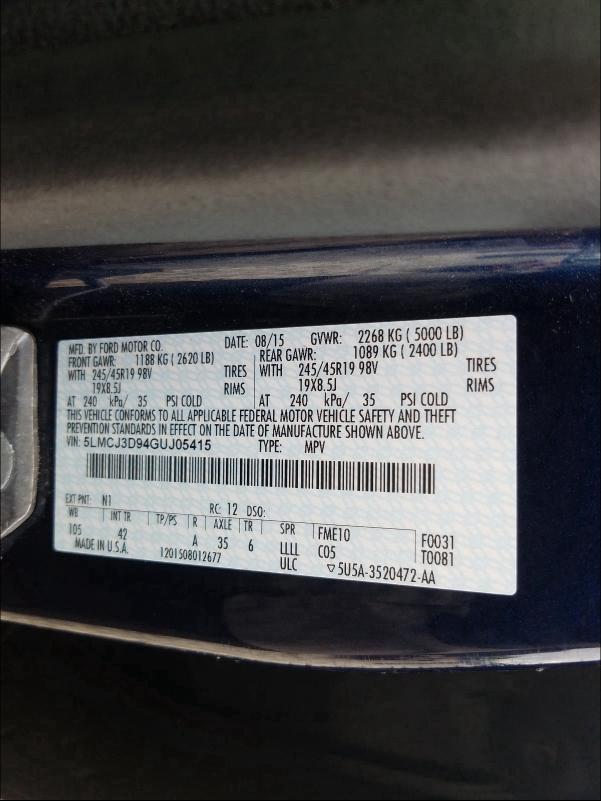 MFD. BY FORD MOTOR CO. DATE: 08/15 GVWR: 2268 KG ( 5000 LB)
FRONT GAWR: 1188 KG ( 2620 LB) REAR GAWR: 1089 KG ( 2400 LB)
WITH 245/45R19 98V TIRES WITH 245/45R19 98V TIRES
19X8.5J RIMS 19X8.5J RIMS
AT 240 kPa/ 35 PSI COLD AT 240 kPa/ 35 PSI COLD
THIS VEHICLE CONFORMS TO ALL APPLICABLE FEDERAL MOTOR VEHICLE SAFETY AND THEFT
PREVENTION STANDARDS IN EFFECT ON THE DATE OF MANUFACTURE SHOWN ABOVE.
VIN: 5LMCJ3D94GUJ05415 TYPE: MPV
EXT PNT: N1 RC: 12 DSO:
WB INT TR TP/PS R AXLE TR SPR FME10 F0031
105 42 A 35 6 LLLL C05 T0081
MADE IN U.S.A. 1201508012677 ULC ▽5U5A-3520472-AA